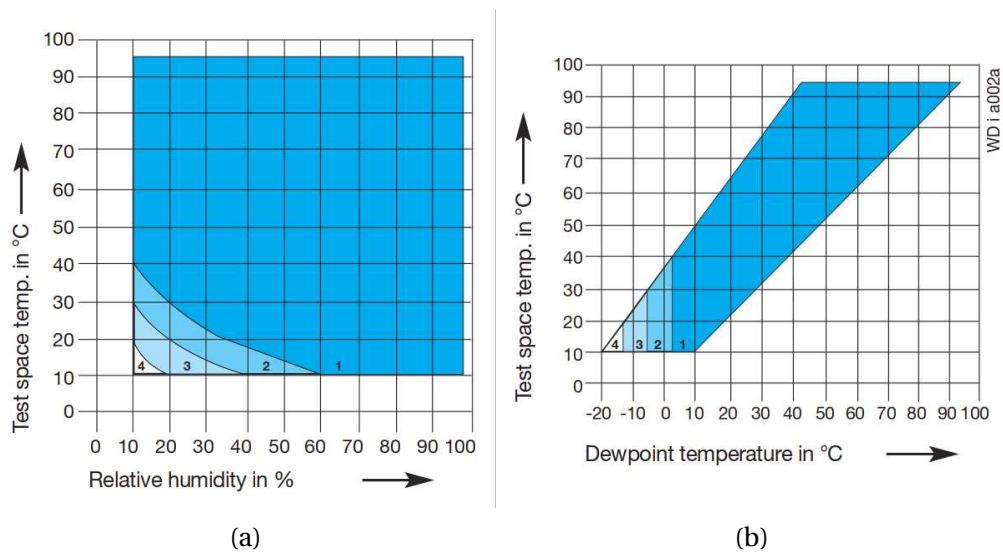 100
90
80
70
60
50
40
30
20
10
0
4 3 2 1
0 10 20 30 40 50 60 70 80 90 100
Test space temp. in °C
Relative humidity in %
(a)
100
90
80
70
60
50
40
30
20
10
0
4 3 2 1
-20 -10 0 10 20 30 40 50 60 70 80 90 100
Test space temp. in °C
Dewpoint temperature in °C
WD i a002a
(b)